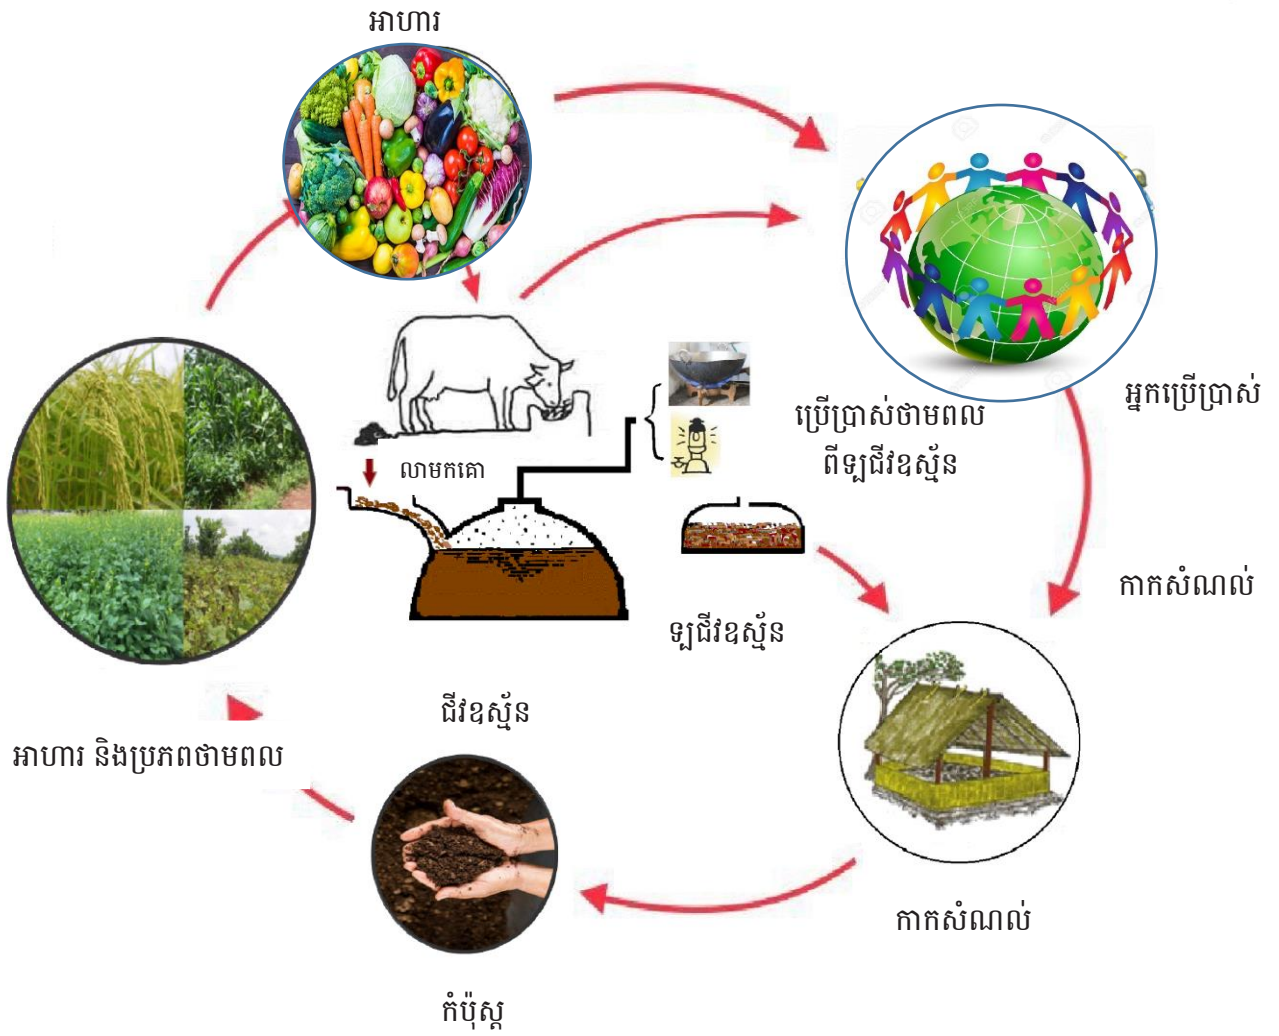 អាហារ
អ្នកប្រើប្រាស់
ប្រើប្រាស់ថាមពល
ពីឡជីវឧស្ម័ន
លាមកគោ
កាកសំណល់
ឡជីវឧស្ម័ន
ជីវឧស្ម័ន
អាហារ និងប្រភពថាមពល
កាកសំណល់
កំប៉ុស្ត